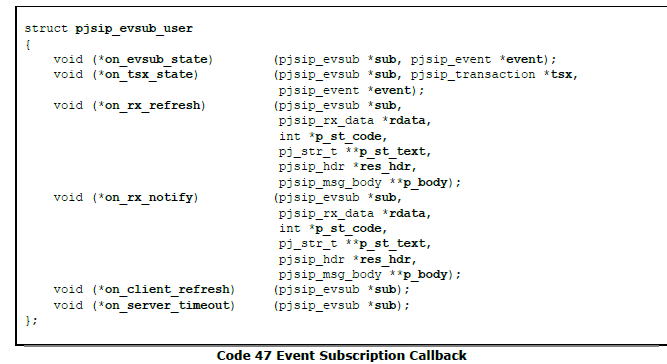 struct pjsip_evsub_user
{
void (*on_evsub_state) (pjsip_evsub *sub, pjsip_event *event);
void (*on_tsx_state) (pjsip_evsub *sub, pjsip_transaction *tsx,
pjsip_event *event);
void (*on_rx_refresh) (pjsip_evsub *sub,
pjsip_rx_data *rdata,
int *p_st_code,
pj_str_t **p_st_text,
pjsip_hdr *res_hdr,
pjsip_msg_body **p_body);
void (*on_rx_notify) (pjsip_evsub *sub,
pjsip_rx_data *rdata,
int *p_st_code,
pj_str_t **p_st_text,
pjsip_hdr *res_hdr,
pjsip_msg_body **p_body);
void (*on_client_refresh) (pjsip_evsub *sub);
void (*on_server_timeout) (pjsip_evsub *sub);
};
Code 47 Event Subscription Callback